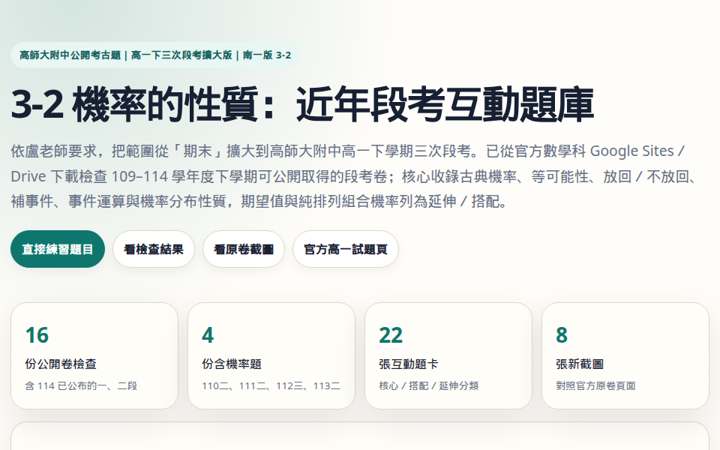 高師大附中公開考古題｜高一下三次段考擴大版｜南一版 3-2
3-2 機率的性質：近年段考互動題庫
依盧老師要求，把範圍從「期末」擴大到高師大附中高一下學期三次段考。已從官方數學科 Google Sites /
Drive 下載檢查 109–114 學年度下學期可公開取得的段考卷；核心收錄古典機率、等可能性、放回 / 不放回、
補事件、事件運算與機率分布性質，期望值與純排列組合機率列為延伸 / 搭配。
直接練習題目 看檢查結果 看原卷截圖 官方高一試題頁
16 4 22 8
份公開卷檢查 份含機率題 張互動題卡 張新截圖
含 114 已公布的一、二段 110二、111二、112三、113二 核心 / 搭配 / 延伸分類 對照官方原卷頁面